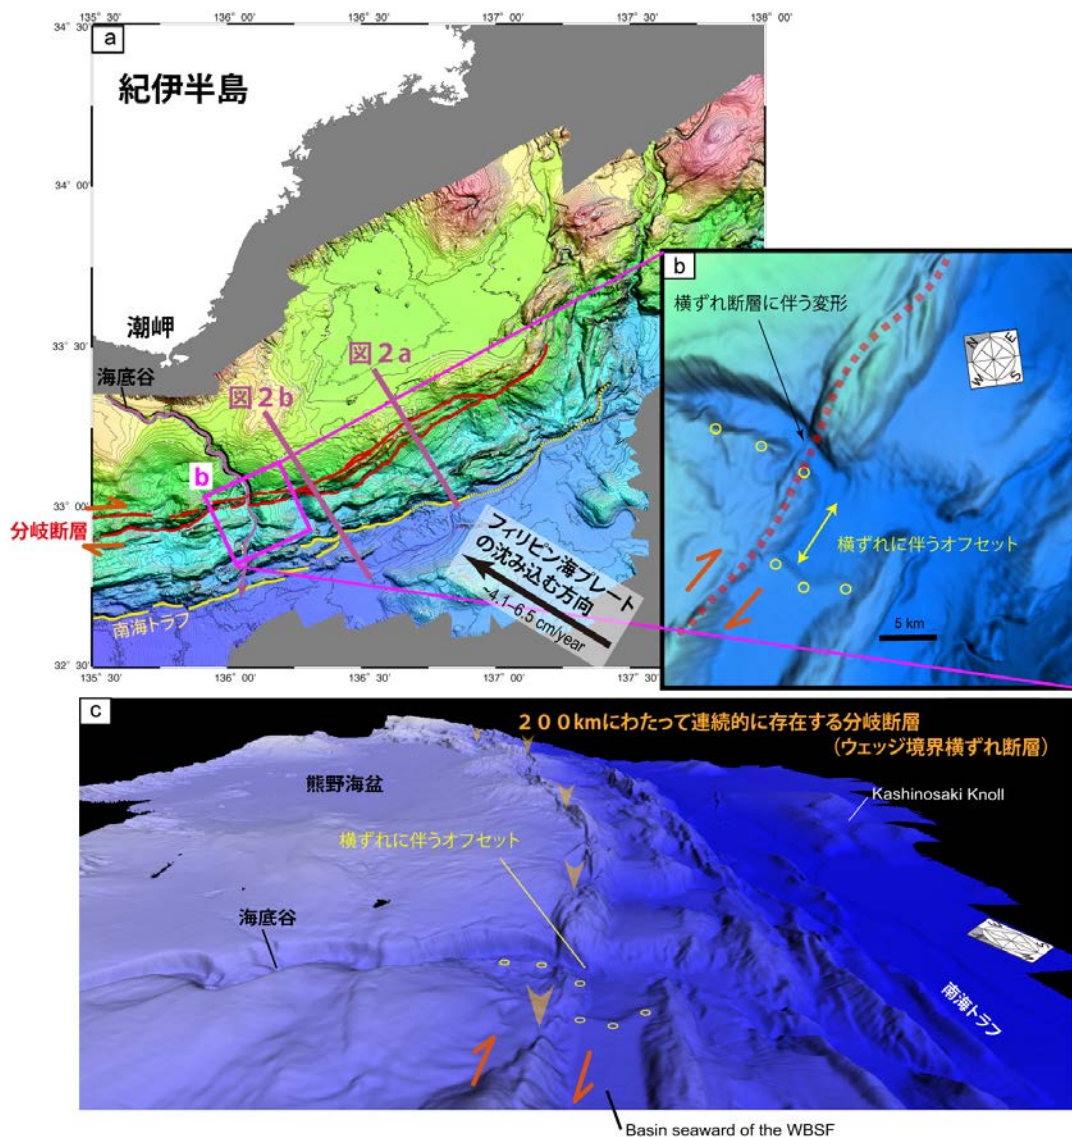 135° 30'
136° 00'
136° 30'
137° 00'
137° 30'
138° 00'
34° 30'
a
紀伊半島
34° 00'
潮岬
33° 30'
海底谷
図2a
図2b
b
33° 00'
分岐断層
フィリピン海プレート
の沈み込む方向
~4.1–6.5 cm/year
南海トラフ
32° 30'
135° 30'
136° 00'
136° 30'
137° 00'
137° 30'
b
横ずれ断層に伴う変形
N
E
W
S
横ずれに伴うオフセット
5 km
c
200kmにわたって連続的に存在する分岐断層
(ウェッジ境界横ずれ断層)
熊野海盆
Kashinosaki Knoll
横ずれに伴うオフセット
海底谷
南海トラフ
Basin seaward of the WBSF